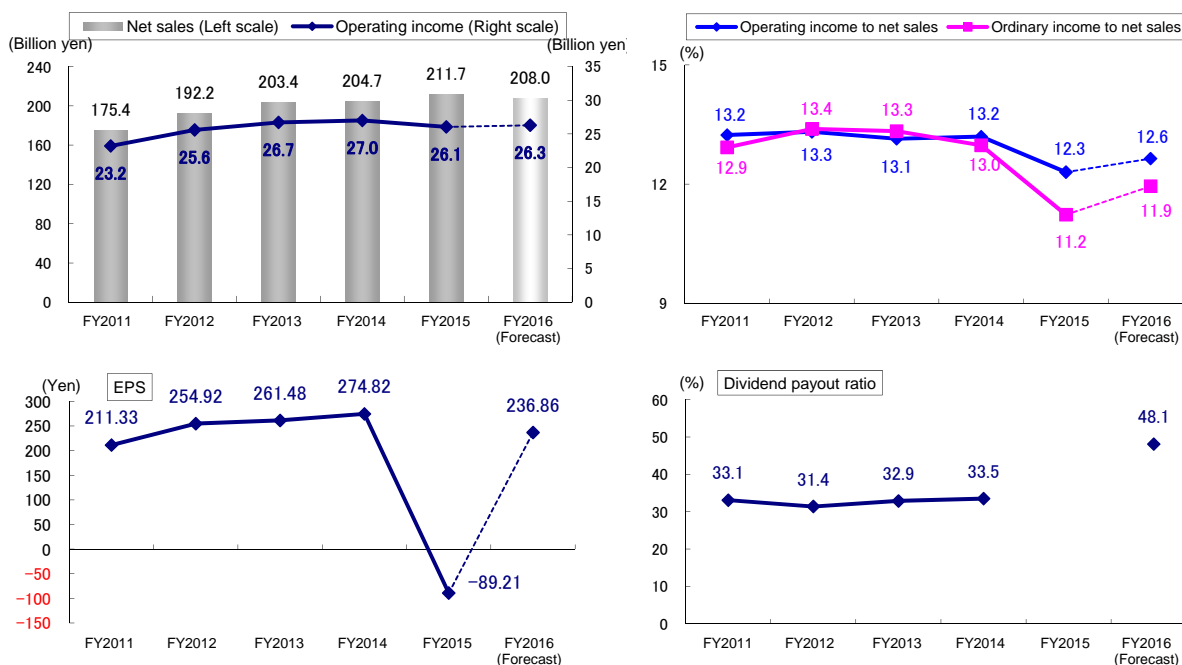 Net sales (Left scale) Operating income (Right scale)
(Billion yen) (Billion yen)
240
200
160
120
80
40
0
35
30
25
20
15
10
5
0
175.4 192.2 203.4 204.7 211.7 208.0
23.2 25.6 26.7 27.0 26.1 26.3
FY2011 FY2012 FY2013 FY2014 FY2015 FY2016
(Forecast)
Operating income to net sales Ordinary income to net sales
(%)
15
12
9
13.2 13.4 13.3 13.2 12.3 12.6
12.9 13.3 13.1 13.0 11.2 11.9
FY2011 FY2012 FY2013 FY2014 FY2015 FY2016
(Forecast)
(Yen) EPS
300
250
200
150
100
50
0
-50
-100
-150
211.33 254.92 261.48 274.82 -89.21 236.86
FY2011 FY2012 FY2013 FY2014 FY2015 FY2016
(Forecast)
(%) Dividend payout ratio
60
50
40
30
20
10
0
33.1 31.4 32.9 33.5 48.1
FY2011 FY2012 FY2013 FY2014 FY2015 FY2016
(Forecast)